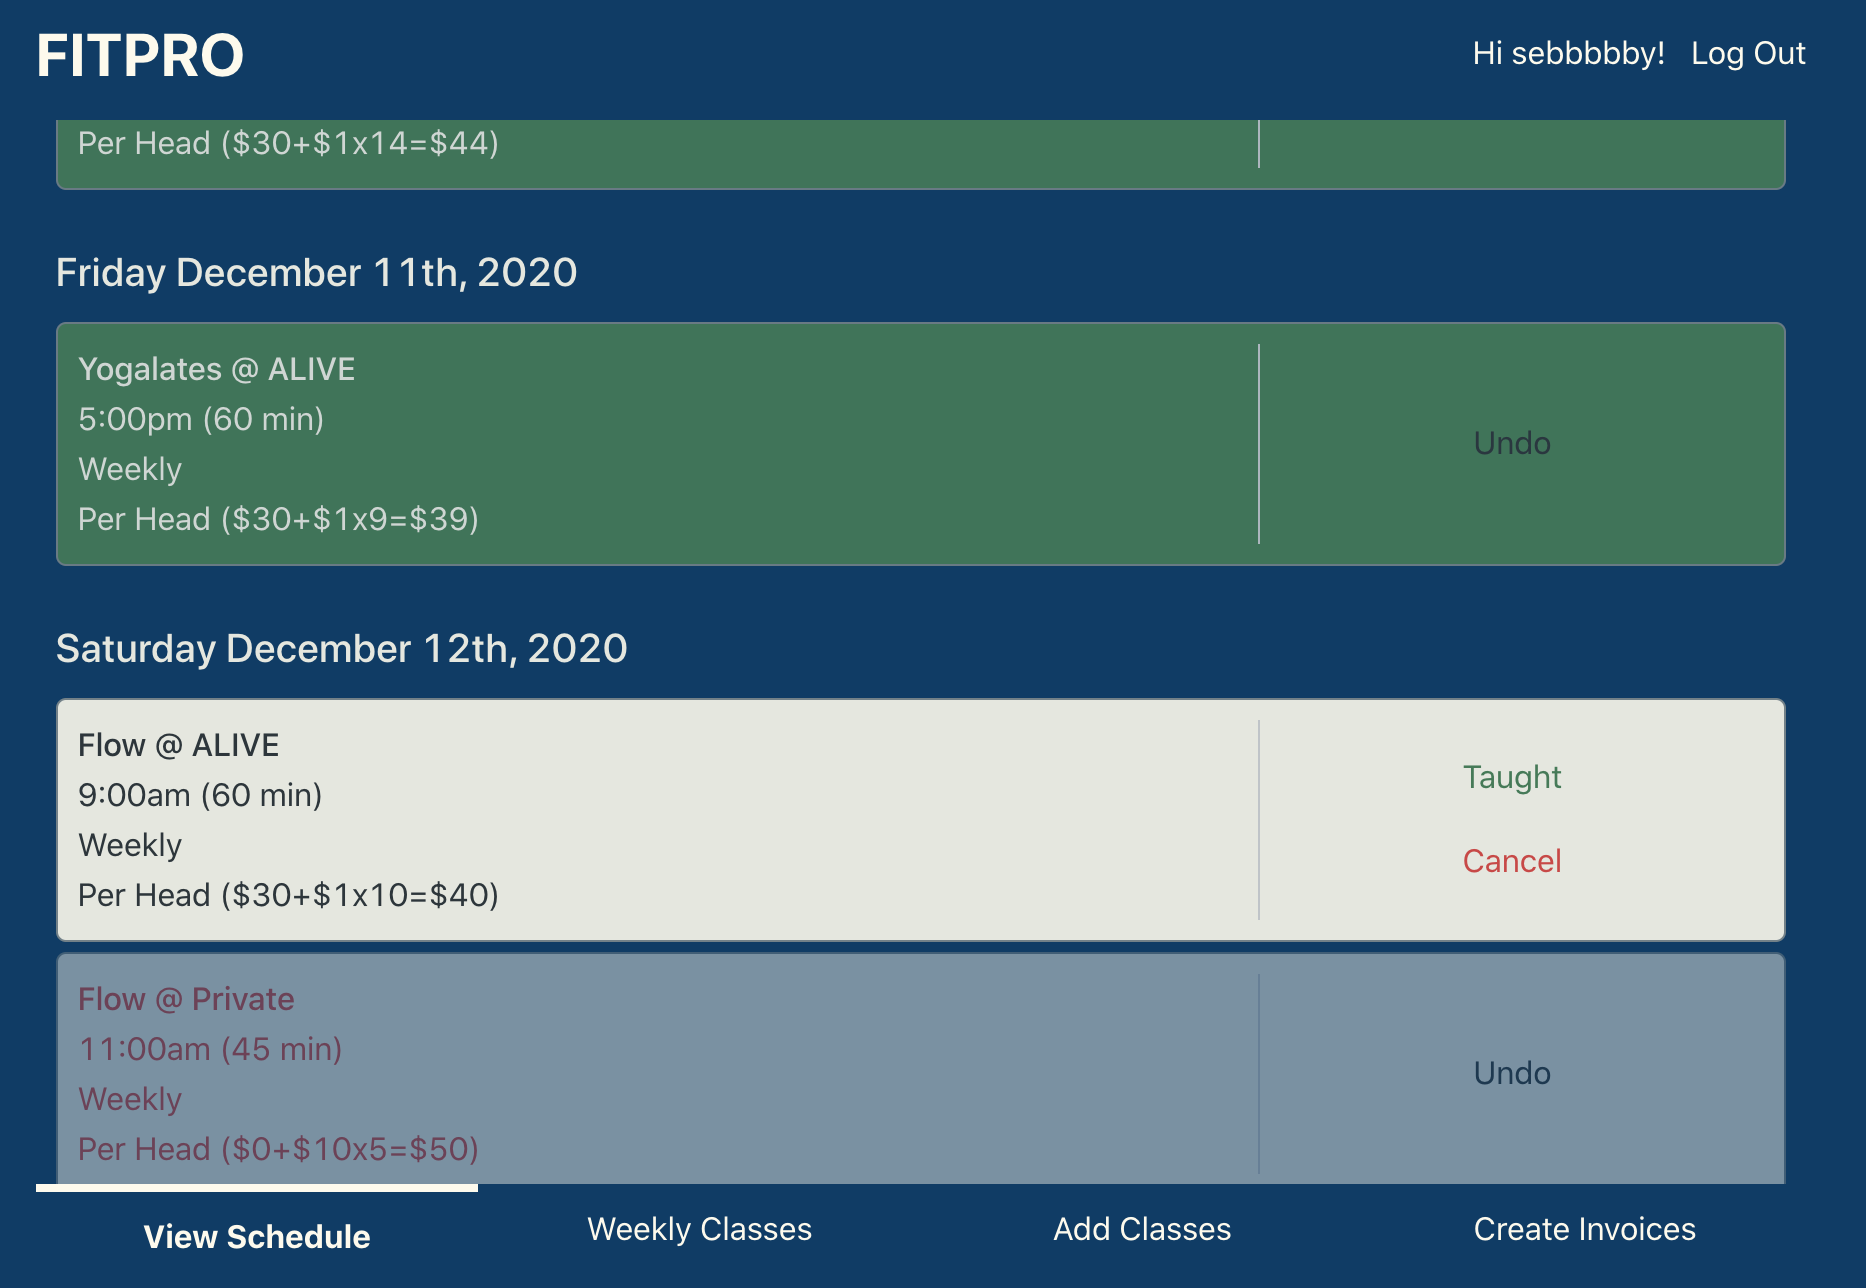 FITPRO
Hi sebbbbby! Log Out
Per Head ($30+$1x14=$44)
Friday December 11th, 2020
Yogalates @ ALIVE
5:00pm (60 min)
Weekly
Per Head ($30+$1x9=$39)
Undo
Saturday December 12th, 2020
Flow @ ALIVE
9:00am (60 min)
Weekly
Per Head ($30+$1x10=$40)
Taught
Cancel
Flow @ Private
11:00am (45 min)
Weekly
Per Head ($0+$10x5=$50)
Undo
View Schedule
Weekly Classes
Add Classes
Create Invoices